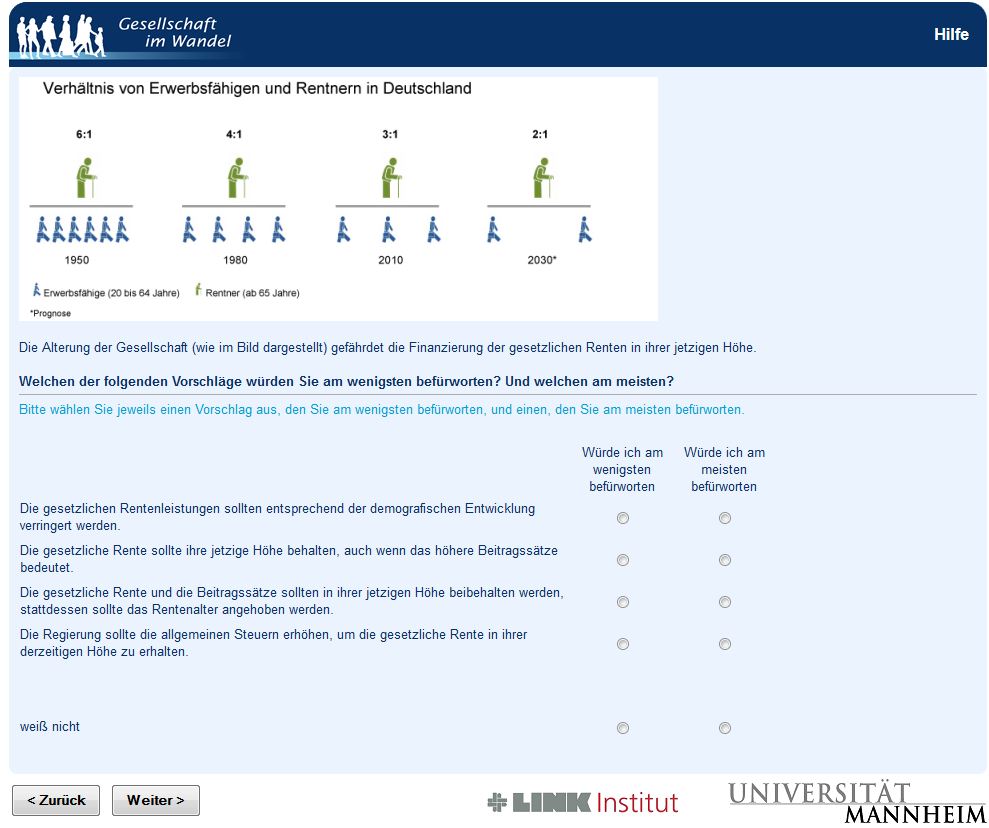 Gesellschaft
im Wandel
Hilfe
Verhältnis von Erwerbsfähigen und Rentnern in Deutschland
6:1 4:1 3:1 2:1
1950 1980 2010 2030*
Erwerbsfähige (20 bis 64 Jahre) Rentner (ab 65 Jahre)
*Prognose
Die Alterung der Gesellschaft (wie im Bild dargestellt) gefährdet die Finanzierung der gesetzlichen Renten in ihrer jetzigen Höhe.
Welchen der folgenden Vorschläge würden Sie am wenigsten befürworten? Und welchen am meisten?
Bitte wählen Sie jeweils einen Vorschlag aus, den Sie am wenigsten befürworten, und einen, den Sie am meisten befürworten.
Würde ich am Würde ich am
wenigsten meisten
befürworten befürworten
Die gesetzlichen Rentenleistungen sollten entsprechend der demografischen Entwicklung
verringert werden.
Die gesetzliche Rente sollte ihre jetzige Höhe behalten, auch wenn das höhere Beitragssätze
bedeutet.
Die gesetzliche Rente und die Beitragssätze sollten in ihrer jetzigen Höhe beibehalten werden,
stattdessen sollte das Rentenalter angehoben werden.
Die Regierung sollte die allgemeinen Steuern erhöhen, um die gesetzliche Rente in ihrer
derzeitigen Höhe zu erhalten.
weiß nicht
< Zurück Weiter >
LINK Institut
UNIVERSITÄT
MANNHEIM